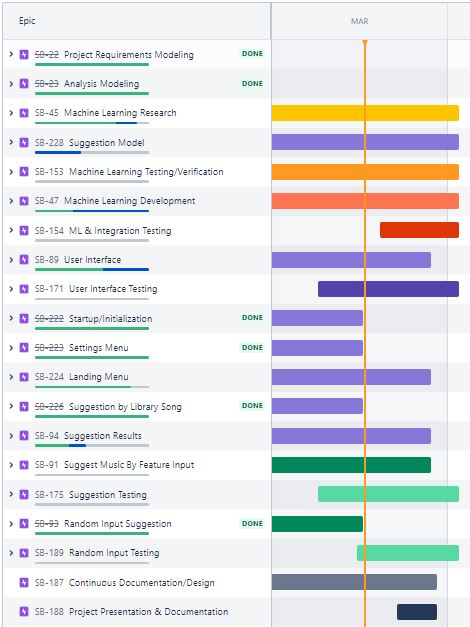 Epic MAR
SB-22 Project Requirements Modeling DONE
SB-23 Analysis Modeling DONE
SB-45 Machine Learning Research
SB-228 Suggestion Model
SB-153 Machine Learning Testing/Verification
SB-47 Machine Learning Development
SB-154 ML & Integration Testing
SB-89 User Interface
SB-171 User Interface Testing
SB-222 Startup/Initialization DONE
SB-223 Settings Menu DONE
SB-224 Landing Menu
SB-226 Suggestion by Library Song DONE
SB-94 Suggestion Results
SB-91 Suggest Music By Feature Input
SB-175 Suggestion Testing
SB-93 Random Input Suggestion DONE
SB-189 Random Input Testing
SB-187 Continuous Documentation/Design
SB-188 Project Presentation & Documentation